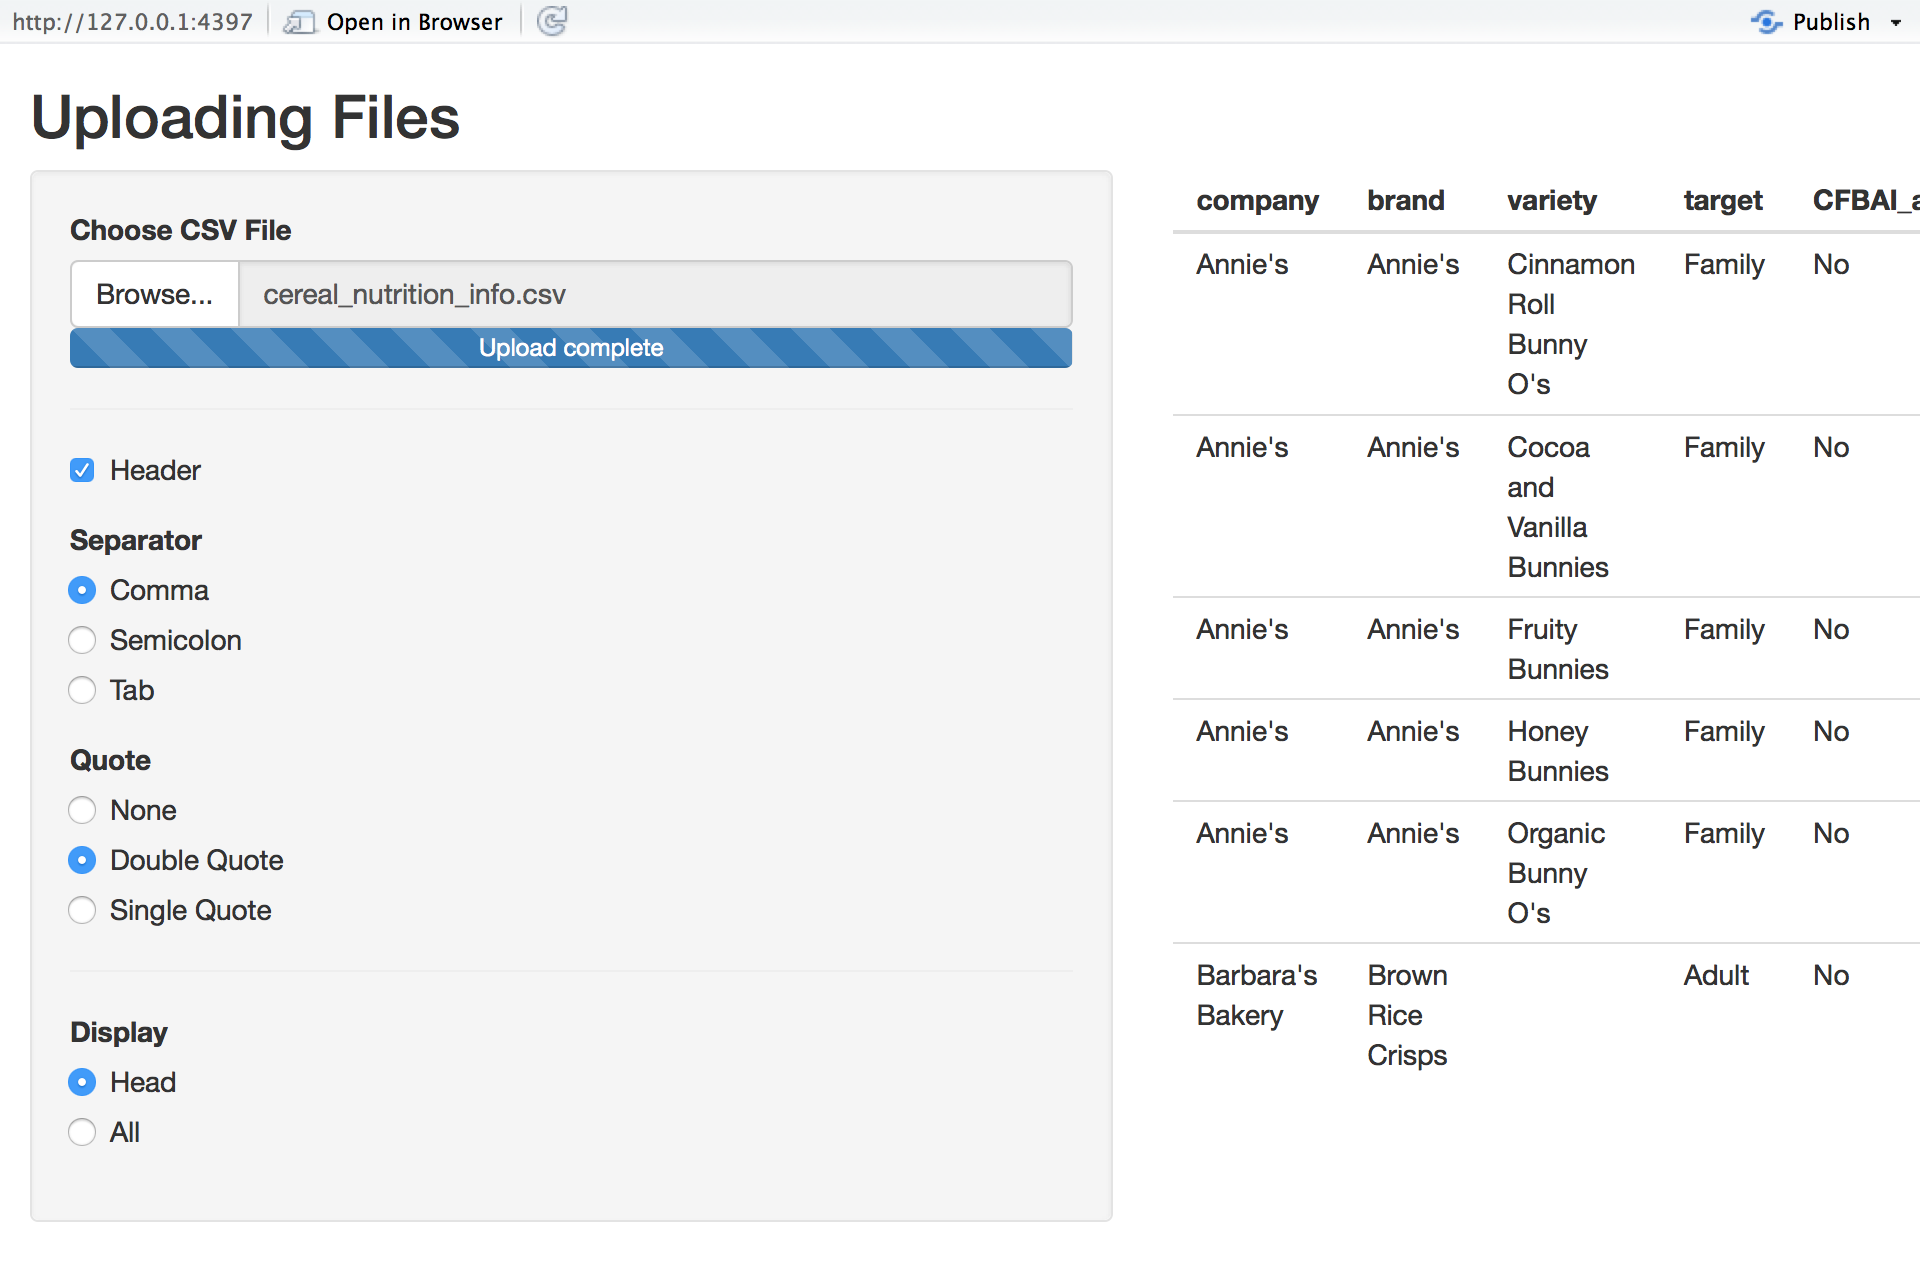 http://127.0.0.1:4397 Open in Browser Publish
Uploading Files
Choose CSV File
Browse... cereal_nutrition_info.csv
Upload complete
Header
Separator
Comma
Semicolon
Tab
Quote
None
Double Quote
Single Quote
Display
Head
All
company brand variety target CFBAI_a
Annie's Annie's Cinnamon Family No
Roll
Bunny
O's
Annie's Annie's Cocoa Family No
and
Vanilla
Bunnies
Annie's Annie's Fruity Family No
Bunnies
Annie's Annie's Honey Family No
Bunnies
Annie's Annie's Organic Family No
Bunny
O's
Barbara's Brown Adult No
Bakery Rice
Crisps